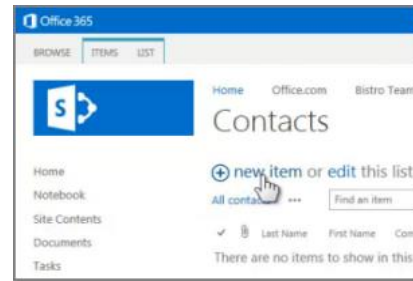 Office 365
BROWSE ITEMS LIST
S
Home Office.com Bistro Team
Contacts
Home
Notebook
Site Contents
Documents
Tasks
new item or edit this list
All contacts ... Find an item
Last Name First Name Com
There are no items to show in this